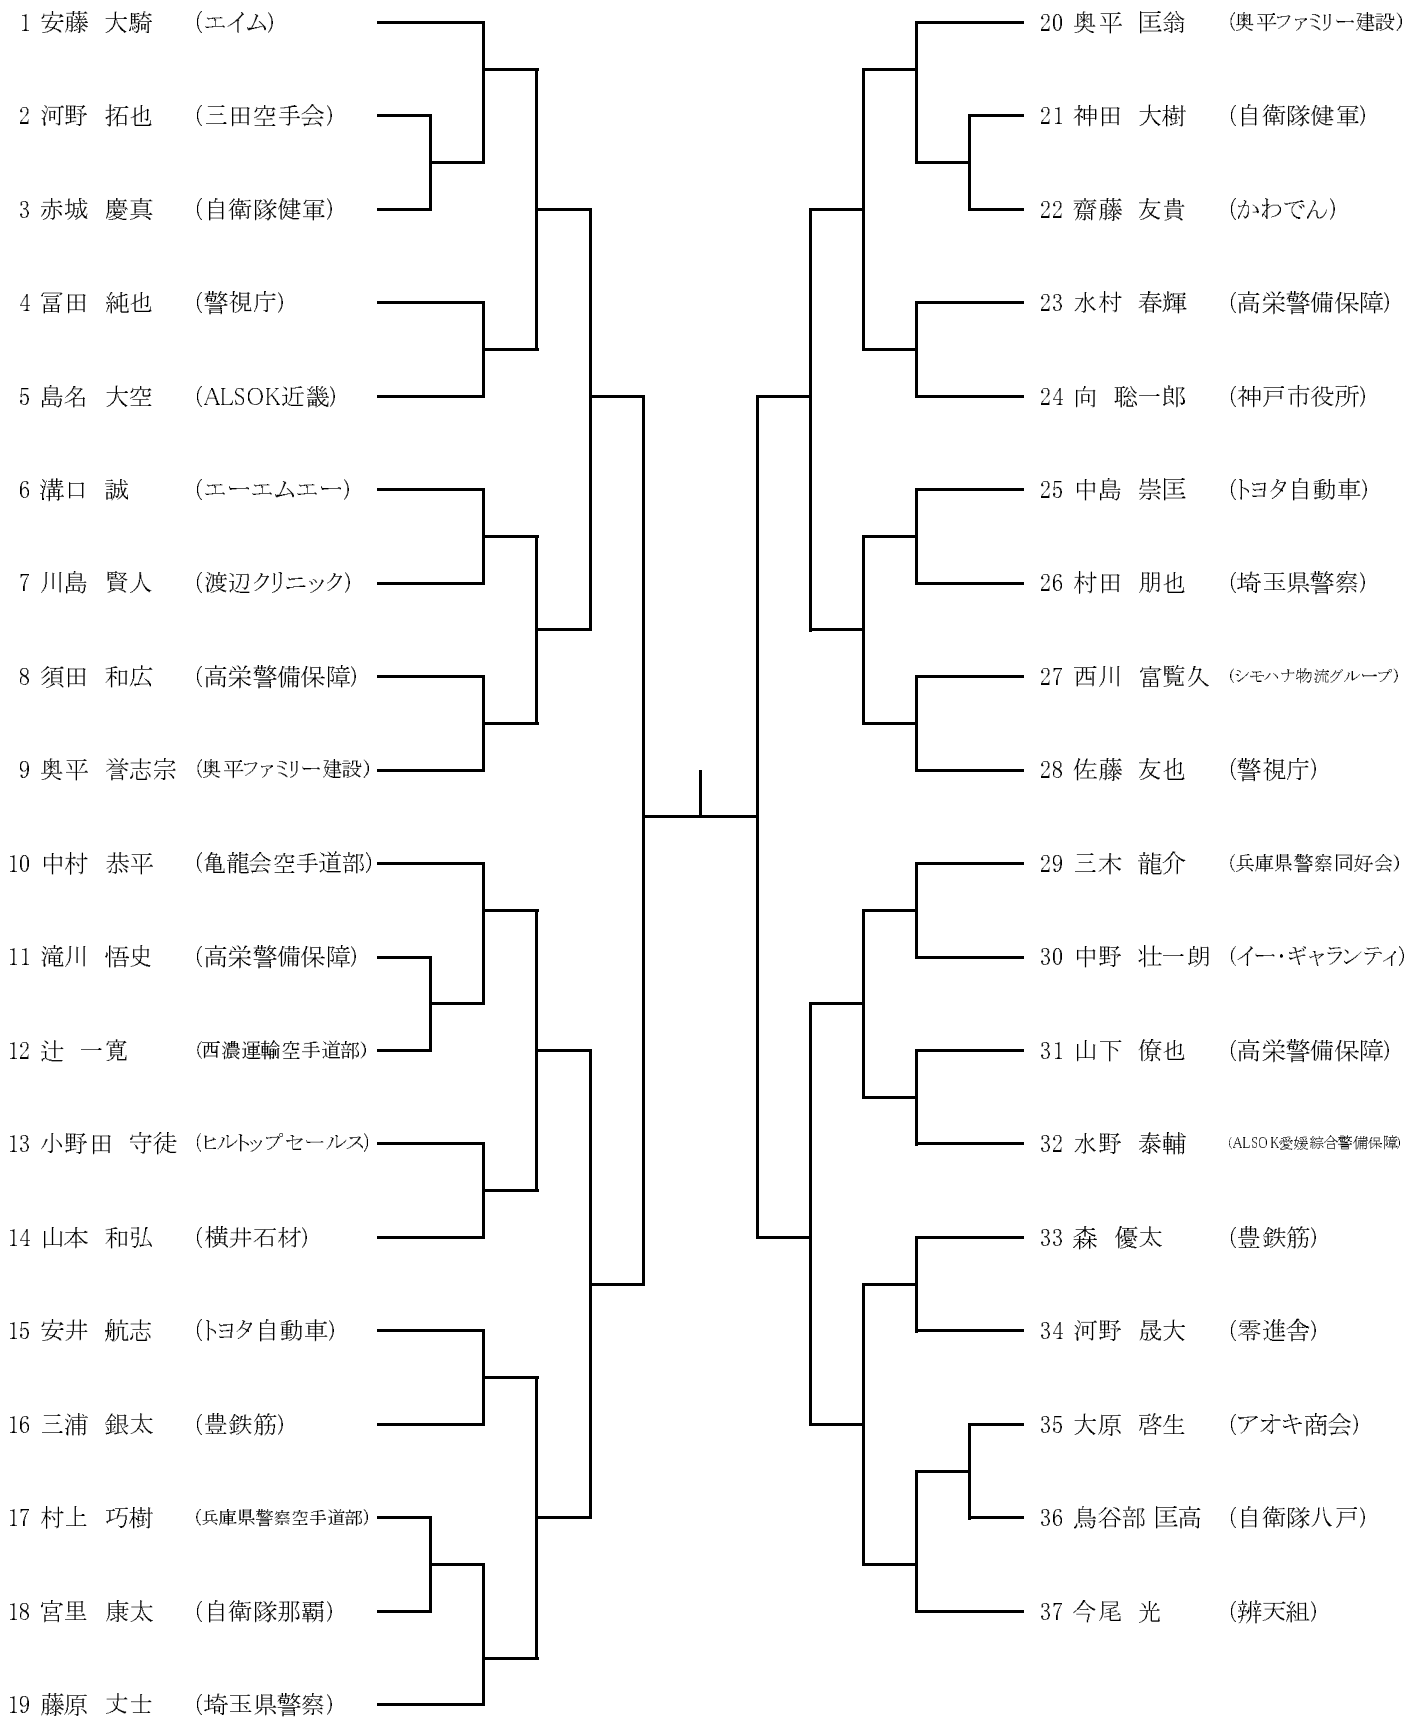 1 安藤 大騎 (エイム)
2 河野 拓也 (三田空手会)
3 赤城 慶真 (自衛隊健軍)
4 冨田 純也 (警視庁)
5 島名 大空 (ALSOK近畿)
6 溝口 誠 (エーエムエー)
7 川島 賢人 (渡辺クリニック)
8 須田 和広 (高栄警備保障)
9 奥平 誉志宗 (奥平ファミリー建設)
10 中村 恭平 (亀龍会空手道部)
11 滝川 悟史 (高栄警備保障)
12 辻 一寛 (西濃運輸空手道部)
13 小野田 守徒 (ヒルトップセールス)
14 山本 和弘 (横井石材)
15 安井 航志 (トヨタ自動車)
16 三浦 銀太 (豊鉄筋)
17 村上 巧樹 (兵庫県警察空手道部)
18 宮里 康太 (自衛隊那覇)
19 藤原 丈士 (埼玉県警察)
20 奥平 匡翁 (奥平ファミリー建設)
21 神田 大樹 (自衛隊健軍)
22 齋藤 友貴 (かわでん)
23 水村 春輝 (高栄警備保障)
24 向 聡一郎 (神戸市役所)
25 中島 崇匡 (トヨタ自動車)
26 村田 朋也 (埼玉県警察)
27 西川 富覧久 (シモハナ物流グループ)
28 佐藤 友也 (警視庁)
29 三木 龍介 (兵庫県警察同好会)
30 中野 壮一朗 (イー・ギャランティ)
31 山下 僚也 (高栄警備保障)
32 水野 泰輔 (ALSOK愛媛綜合警備保障)
33 森 優太 (豊鉄筋)
34 河野 晟大 (零進舎)
35 大原 啓生 (アオキ商会)
36 鳥谷部 匡高 (自衛隊八戸)
37 今尾 光 (辨天組)